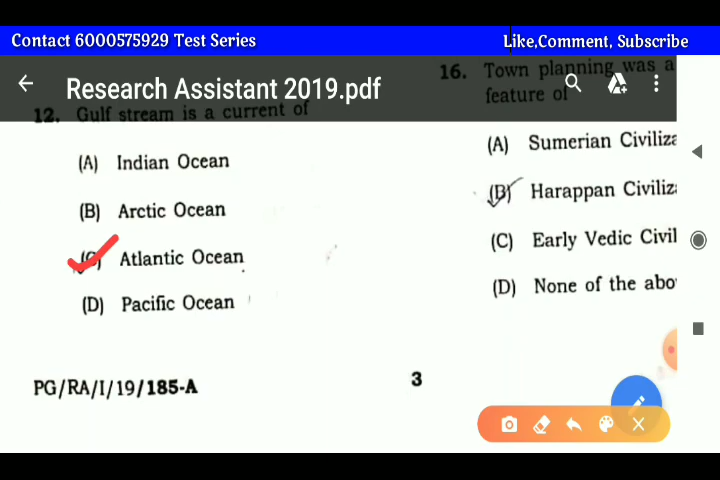 Contact 6000575929 Test Series
Like,Comment, Subscribe
Research Assistant 2019.pdf
12. Gulf stream is a current of
(A) Indian Ocean
(B) Arctic Ocean
(C) Atlantic Ocean
(D) Pacific Ocean
PG/RA/I/19/185-A
3
16. Town planning was a
feature of
(A) Sumerian Civiliza
(B) Harappan Civiliza
(C) Early Vedic Civil
(D) None of the abo